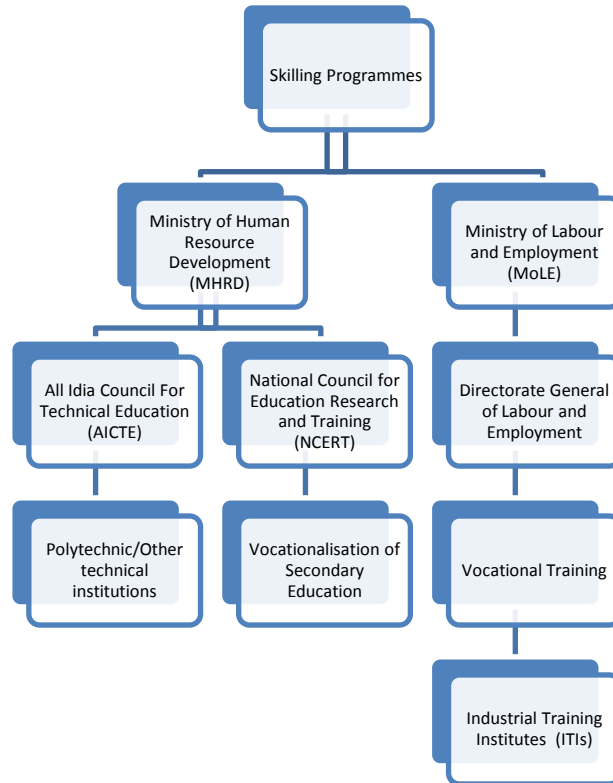 Skilling Programmes
Ministry of Human
Resource
Development
(MHRD)
Ministry of Labour
and Employment
(MoLE)
All Idia Council For
Technical Education
(AICTE)
National Council for
Education Research
and Training
(NCERT)
Directorate General
of Labour and
Employment
Polytechnic/Other
technical
institutions
Vocationalisation of
Secondary
Education
Vocational Training
Industrial Training
Institutes (ITIs)